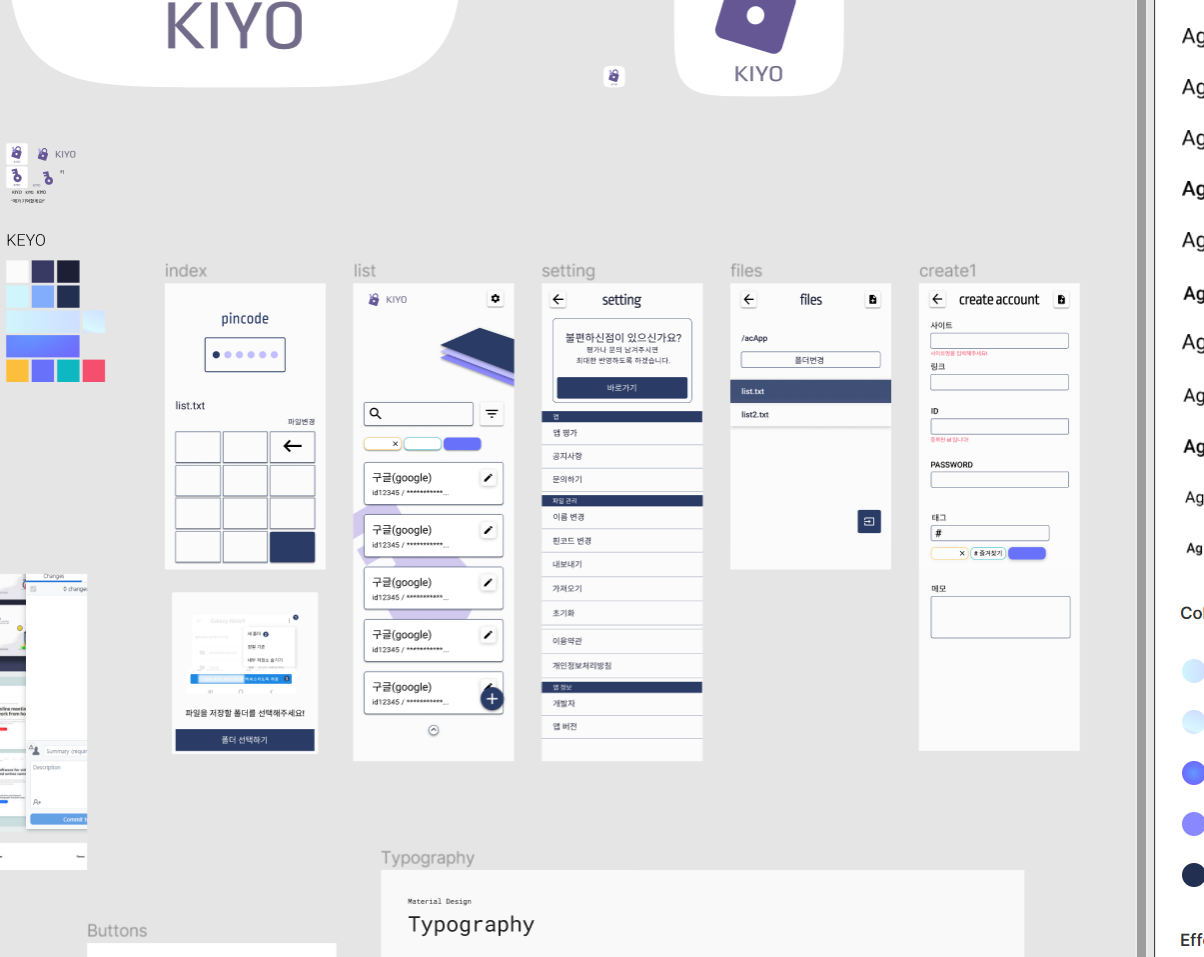 KIYO
KIYO
KIYO
KEYO
index
pincode
list.txt
파일변경
파일을 저장할 폴더를 선택해주세요!
폴더 선택하기
list
KIYO
구글(google)
id12345 / ***********...
구글(google)
id12345 / ***********...
구글(google)
id12345 / ***********...
구글(google)
id12345 / ***********...
구글(google)
id12345 / ***********...
setting
setting
불편하신점이 있으신가요?
평가나 문의 남겨주시면
최대한 반영하도록 하겠습니다.
바로가기
앱 평가
공지사항
문의하기
파일 관리
이름 변경
핀코드 변경
내보내기
가져오기
초기화
이용약관
개인정보처리방침
앱 정보
개발자
앱 버전
files
files
/acApp
폴더변경
list.txt
list2.txt
create1
create account
사이트
사이트명을 입력해주세요!
링크
ID
중복된 id 입니다!
PASSWORD
태그
#
# 즐겨찾기
메모
Changes
0 change
Summary (requir
Description
Commit t
Buttons
Typography
Material Design
Typography
Ag
Ag
Ag
Ag
Ag
Ag
Ag
Ag
Ag
Ag
Ag
Col
Effe